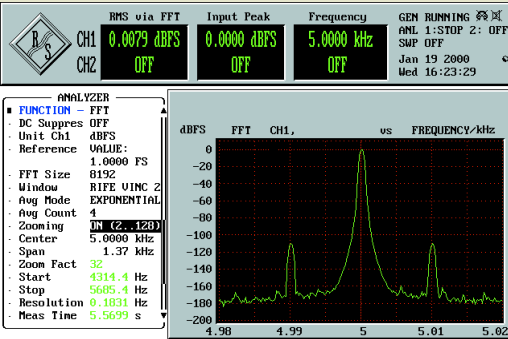 RMS via FFT Input Peak Frequency GEN RUNNING
R S CH1 0.0079 dBFS 0.0000 dBFS 5.0000 kHz ANL 1:STOP 2: OFF
SWP OFF
CH2 OFF OFF OFF Jan 19 2000
Wed 16:23:29
ANALYZER
FUNCTION - FFT
DC Suppres OFF
Unit Ch1 dBFS
Reference VALUE:
1.0000 FS
FFT Size 8192
Window RIFE VINC 2
Avg Mode EXPONENTIAL
Avg Count 4
Zooming ON (2..128)
Center 5.0000 kHz
Span 1.37 kHz
Zoom Fact 32
Start 4314.4 Hz
Stop 5685.4 Hz
Resolution 0.1831 Hz
Meas Time 5.5699 s
dBFS FFT CH1, vs FREQUENCY/kHz
0
-20
-40
-60
-80
-100
-120
-140
-160
-180
-200
4.98 4.99 5 5.01 5.02